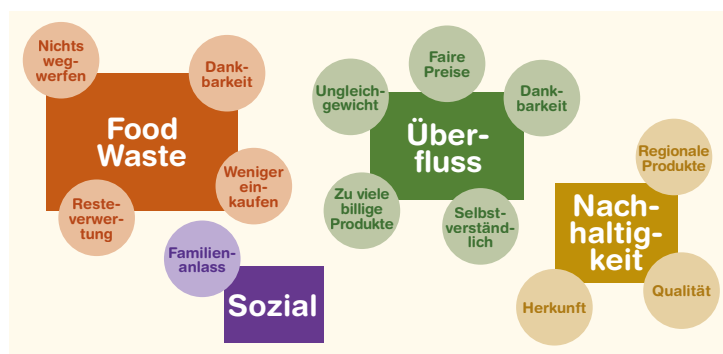 Nichts
weg-
werfen
Dank-
barkeit
Food
Waste
Weniger
ein-
kaufen
Reste-
verwer-
tung
Familien-
anlass
Sozial
Faire
Preise
Ungleich-
gewicht
Dank-
barkeit
Über-
fluss
Zu viele
billige
Produkte
Selbst-
verständ-
lich
Regionale
Produkte
Nach-
haltig-
keit
Qualität
Herkunft